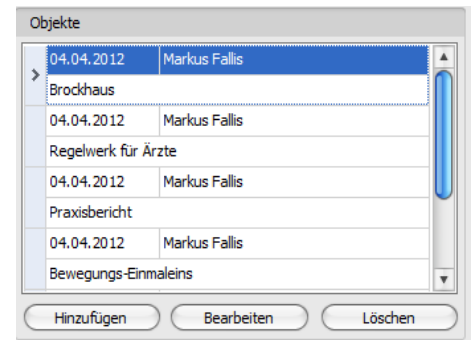 Objekte
04.04.2012 Markus Fallis
Brockhaus
04.04.2012 Markus Fallis
Regelwerk für Ärzte
04.04.2012 Markus Fallis
Praxisbericht
04.04.2012 Markus Fallis
Bewegungs-Einmaleins
Hinzufügen Bearbeiten Löschen